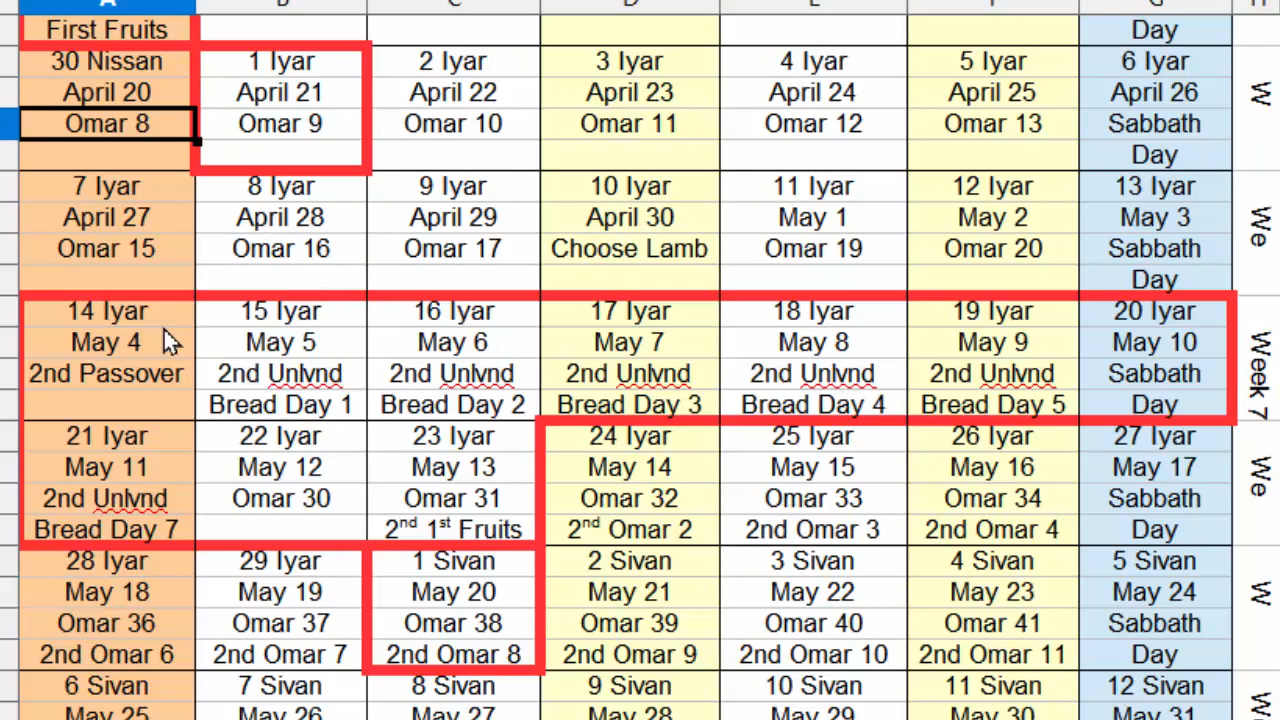 A B C D E F G H
First Fruits Day
30 Nissan 1 Iyar 2 Iyar 3 Iyar 4 Iyar 5 Iyar 6 Iyar
April 20 April 21 April 22 April 23 April 24 April 25 April 26 W
Omar 8 Omar 9 Omar 10 Omar 11 Omar 12 Omar 13 Sabbath
Day
7 Iyar 8 Iyar 9 Iyar 10 Iyar 11 Iyar 12 Iyar 13 Iyar
April 27 April 28 April 29 April 30 May 1 May 2 May 3 We
Omar 15 Omar 16 Omar 17 Choose Lamb Omar 19 Omar 20 Sabbath
Day
14 Iyar 15 Iyar 16 Iyar 17 Iyar 18 Iyar 19 Iyar 20 Iyar
May 4 May 5 May 6 May 7 May 8 May 9 May 10 Week 7
2nd Passover 2nd Unlvnd 2nd Unlvnd 2nd Unlvnd 2nd Unlvnd 2nd Unlvnd Sabbath
Bread Day 1 Bread Day 2 Bread Day 3 Bread Day 4 Bread Day 5 Day
21 Iyar 22 Iyar 23 Iyar 24 Iyar 25 Iyar 26 Iyar 27 Iyar
May 11 May 12 May 13 May 14 May 15 May 16 May 17 We
2nd Unlvnd Omar 30 Omar 31 Omar 32 Omar 33 Omar 34 Sabbath
Bread Day 7 2nd 1st Fruits 2nd Omar 2 2nd Omar 3 2nd Omar 4 Day
28 Iyar 29 Iyar 1 Sivan 2 Sivan 3 Sivan 4 Sivan 5 Sivan
May 18 May 19 May 20 May 21 May 22 May 23 May 24 W
Omar 36 Omar 37 Omar 38 Omar 39 Omar 40 Omar 41 Sabbath
2nd Omar 6 2nd Omar 7 2nd Omar 8 2nd Omar 9 2nd Omar 10 2nd Omar 11 Day
6 Sivan 7 Sivan 8 Sivan 9 Sivan 10 Sivan 11 Sivan 12 Sivan
May 25 May 26 May 27 May 28 May 29 May 30 May 31 We